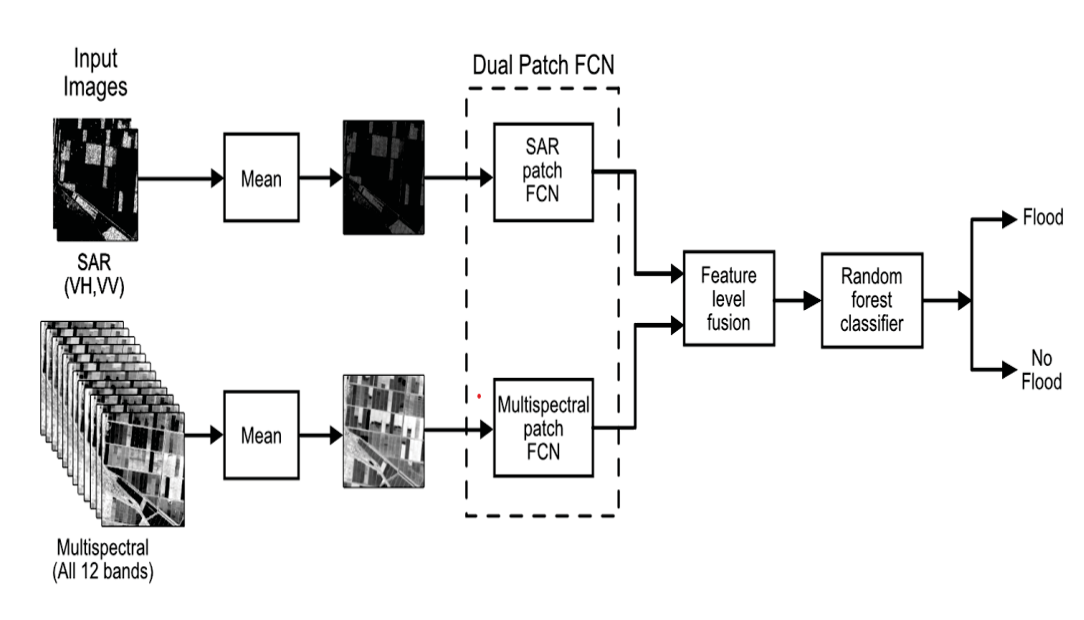 Input
Images
SAR
(VH,VV)
Mean
Dual Patch FCN
SAR
patch
FCN
Multispectral
(All 12 bands)
Mean
Multispectral
patch
FCN
Feature
level
fusion
Random
forest
classifier
Flood
No
Flood